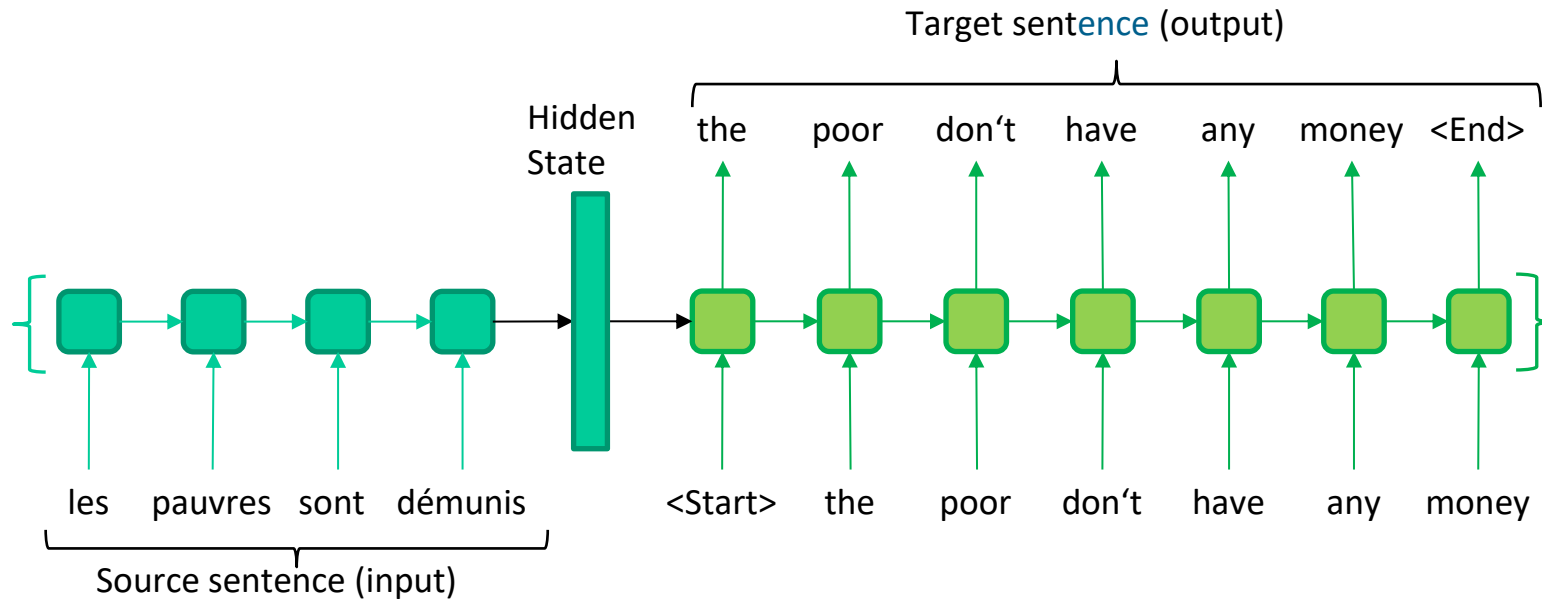 Target sentence (output)
Hidden
State
the poor don‘t have any money <End>
les pauvres sont démunis
<Start> the poor don‘t have any money
Source sentence (input)